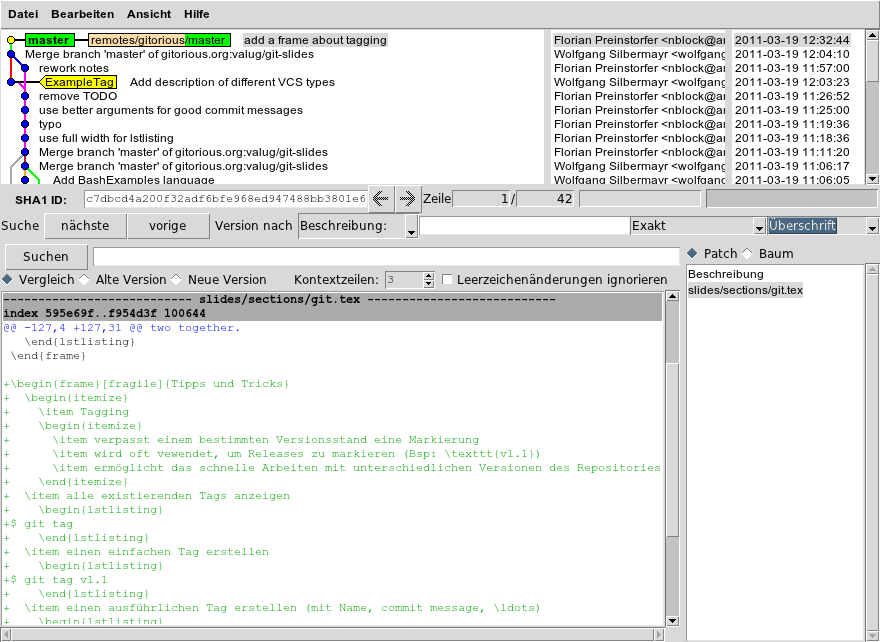 Datei Bearbeiten Ansicht Hilfe
master remotes/gitorious/master add a frame about tagging Florian Preinstorfer <nblock@ar 2011-03-19 12:32:44
Merge branch 'master' of gitorious.org:valug/git-slides Wolfgang Silbermayr <wolfgang 2011-03-19 12:04:10
rework notes Florian Preinstorfer <nblock@ar 2011-03-19 11:57:00
ExampleTag Add description of different VCS types Wolfgang Silbermayr <wolfgang 2011-03-19 12:03:23
remove TODO Florian Preinstorfer <nblock@ar 2011-03-19 11:26:52
use better arguments for good commit messages Florian Preinstorfer <nblock@ar 2011-03-19 11:25:00
typo Florian Preinstorfer <nblock@ar 2011-03-19 11:19:36
use full width for lstlisting Florian Preinstorfer <nblock@ar 2011-03-19 11:18:36
Merge branch 'master' of gitorious.org:valug/git-slides Florian Preinstorfer <nblock@ar 2011-03-19 11:11:20
Merge branch 'master' of gitorious.org:valug/git-slides Wolfgang Silbermayr <wolfgang 2011-03-19 11:06:17
Add BashExamples language Wolfgang Silbermayr <wolfgang 2011-03-19 11:06:05
SHA1 ID: c7dbcd4a200f32adf6bfe968ed947488bb3801e6 Zeile 1 / 42
Suche nächste vorige Version nach Beschreibung: Exakt Überschrift
Suchen Patch Baum
Vergleich Alte Version Neue Version Kontextzeilen: 3 Leerzeichenänderungen ignorieren
Beschreibung
slides/sections/git.tex
--------------------------- slides/sections/git.tex ---------------------------
index 595e69f..f954d3f 100644
@@ -127,4 +127,31 @@ two together.
\end{lstlisting}
\end{frame}
+\begin{frame}[fragile]{Tipps und Tricks}
+ \begin{itemize}
+ \item Tagging
+ \begin{itemize}
+ \item verpasst einem bestimmten Versionsstand eine Markierung
+ \item wird oft vewendet, um Releases zu markieren (Bsp: \texttt{v1.1})
+ \item ermöglicht das schnelle Arbeiten mit unterschiedlichen Versionen des Repositories
+ \end{itemize}
+ \item alle existierenden Tags anzeigen
+ \begin{lstlisting}
+$ git tag
+ \end{lstlisting}
+ \item einen einfachen Tag erstellen
+ \begin{lstlisting}
+$ git tag v1.1
+ \end{lstlisting}
+ \item einen ausführlichen Tag erstellen (mit Name, commit message, \ldots)
+ \begin{lstlisting}